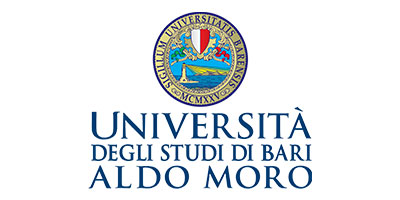 SIGILLUM UNIVERSITATIS BARENSIS
MCMXXV
UNIVERSITÀ
DEGLI STUDI DI BARI
ALDO MORO